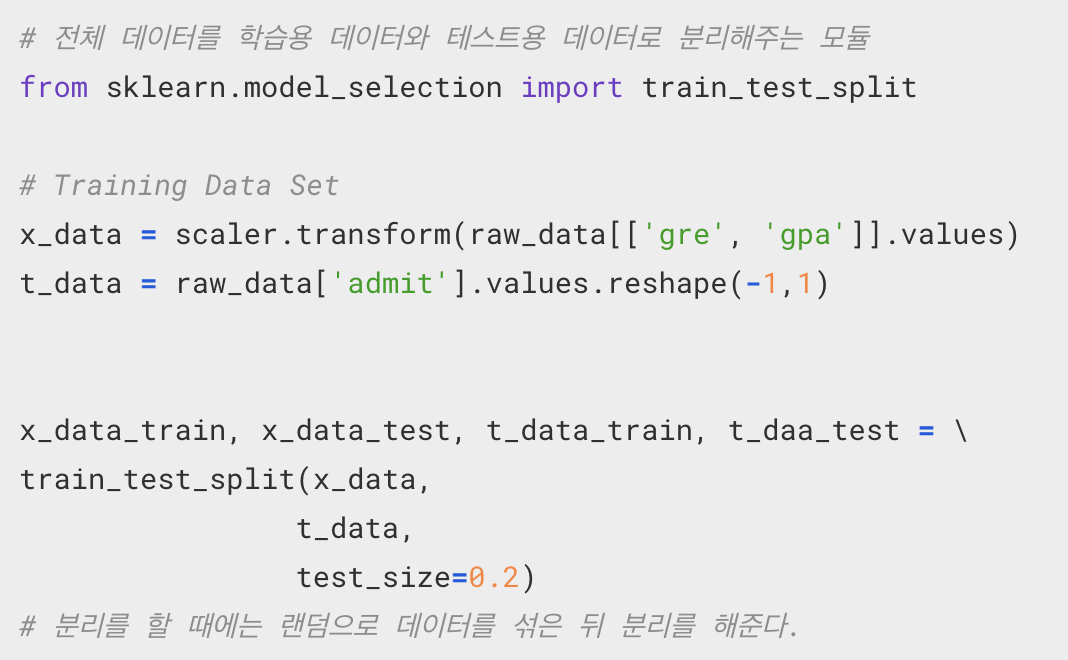 # 전체 데이터를 학습용 데이터와 테스트용 데이터로 분리해주는 모듈
from sklearn.model_selection import train_test_split
# Training Data Set
x_data = scaler.transform(raw_data[['gre', 'gpa']].values)
t_data = raw_data['admit'].values.reshape(-1,1)
x_data_train, x_data_test, t_data_train, t_daa_test = \
train_test_split(x_data,
                t_data,
                test_size=0.2)
# 분리를 할 때에는 랜덤으로 데이터를 섞은 뒤 분리를 해준다.